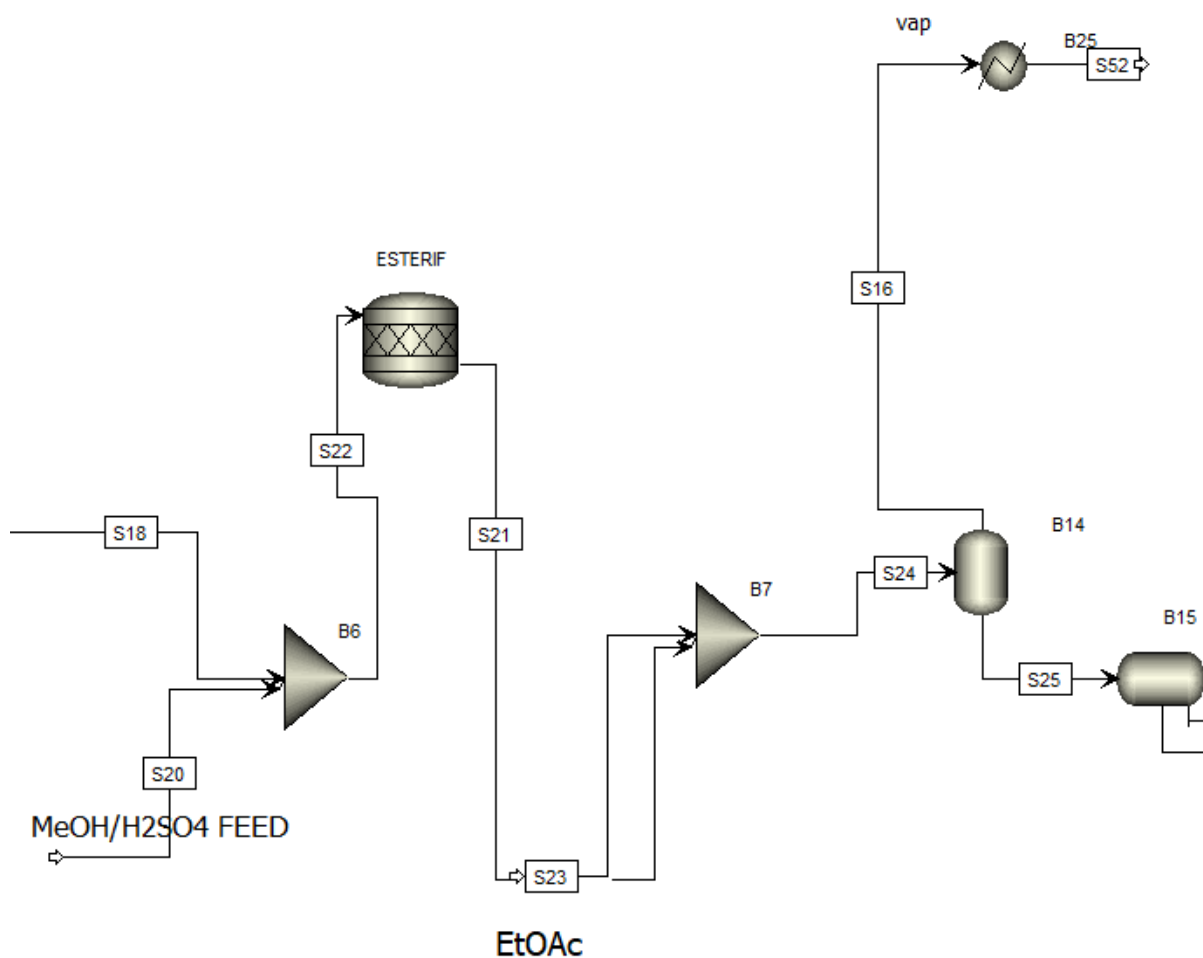 vap
B25
S52
ESTERIF
S16
S22
S18
S21
B14
S24
B7
B6
B15
S25
S20
MeOH/H2SO4 FEED
S23
EtOAc